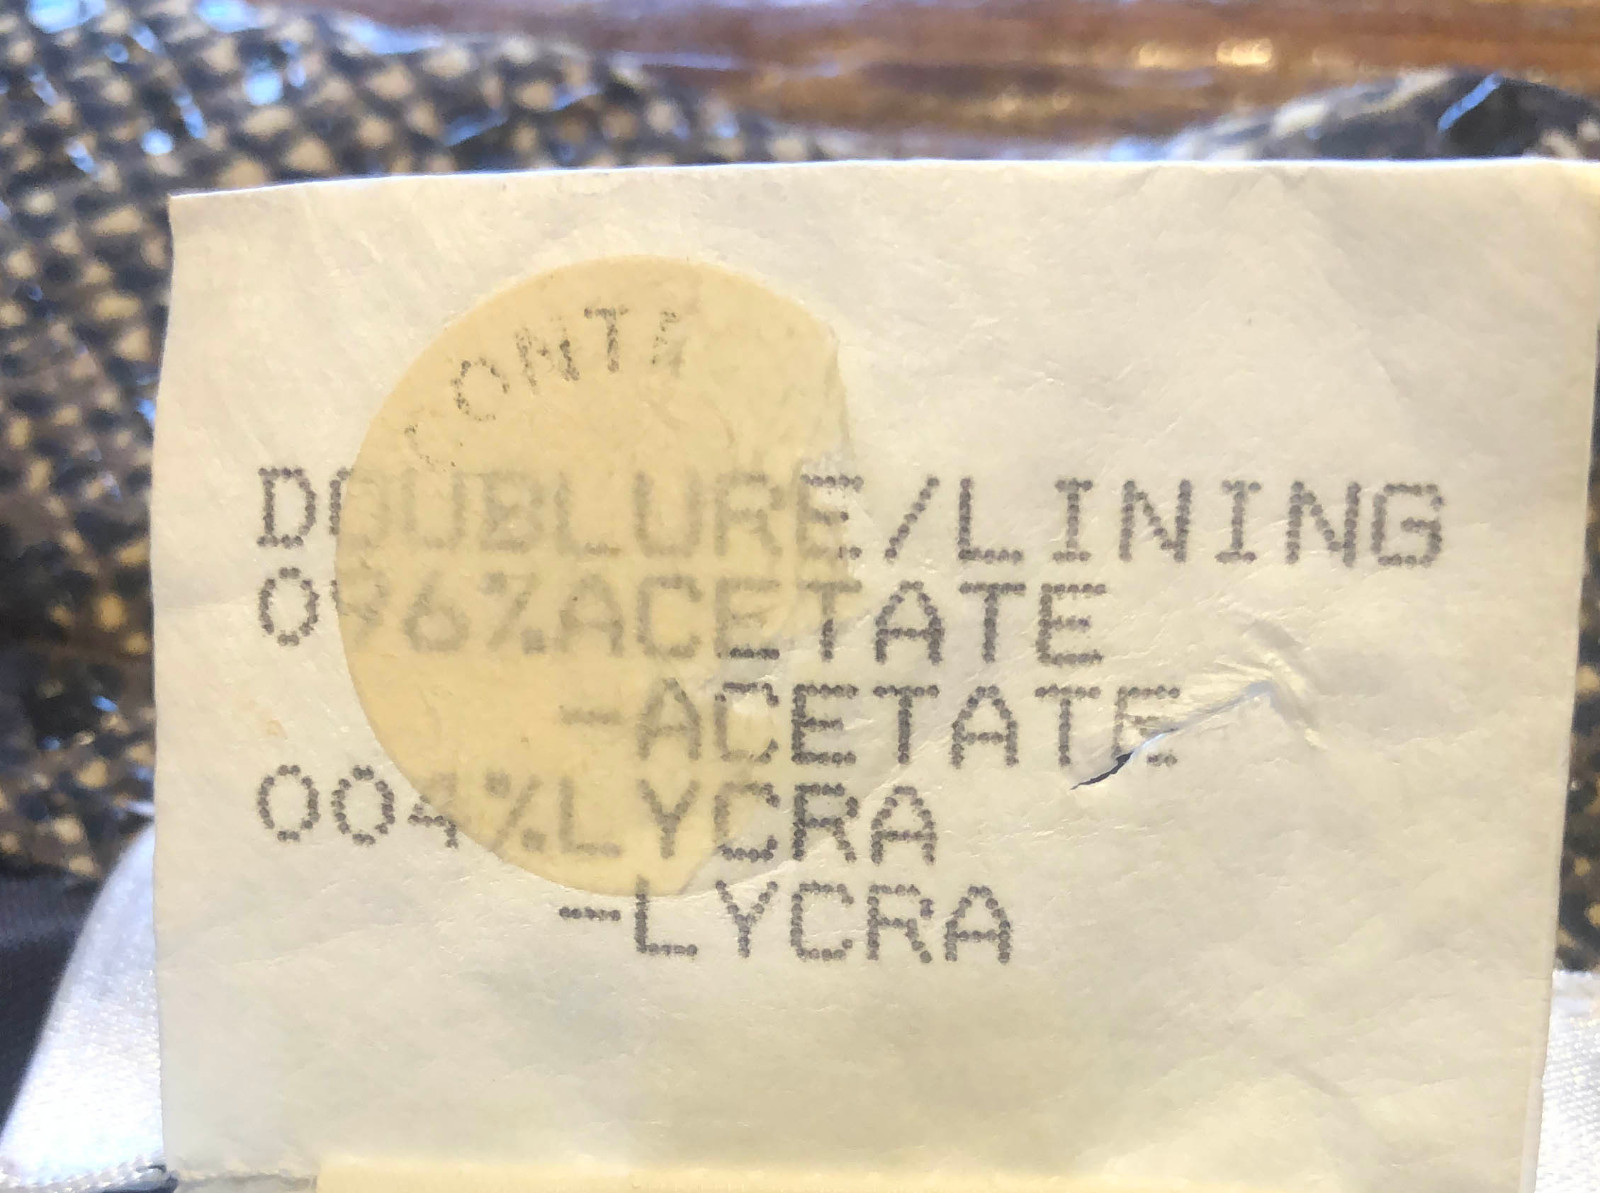 DOUBLURE/LINING
096%ACETATE
-ACETATE
004%LYCRA
-LYCRA